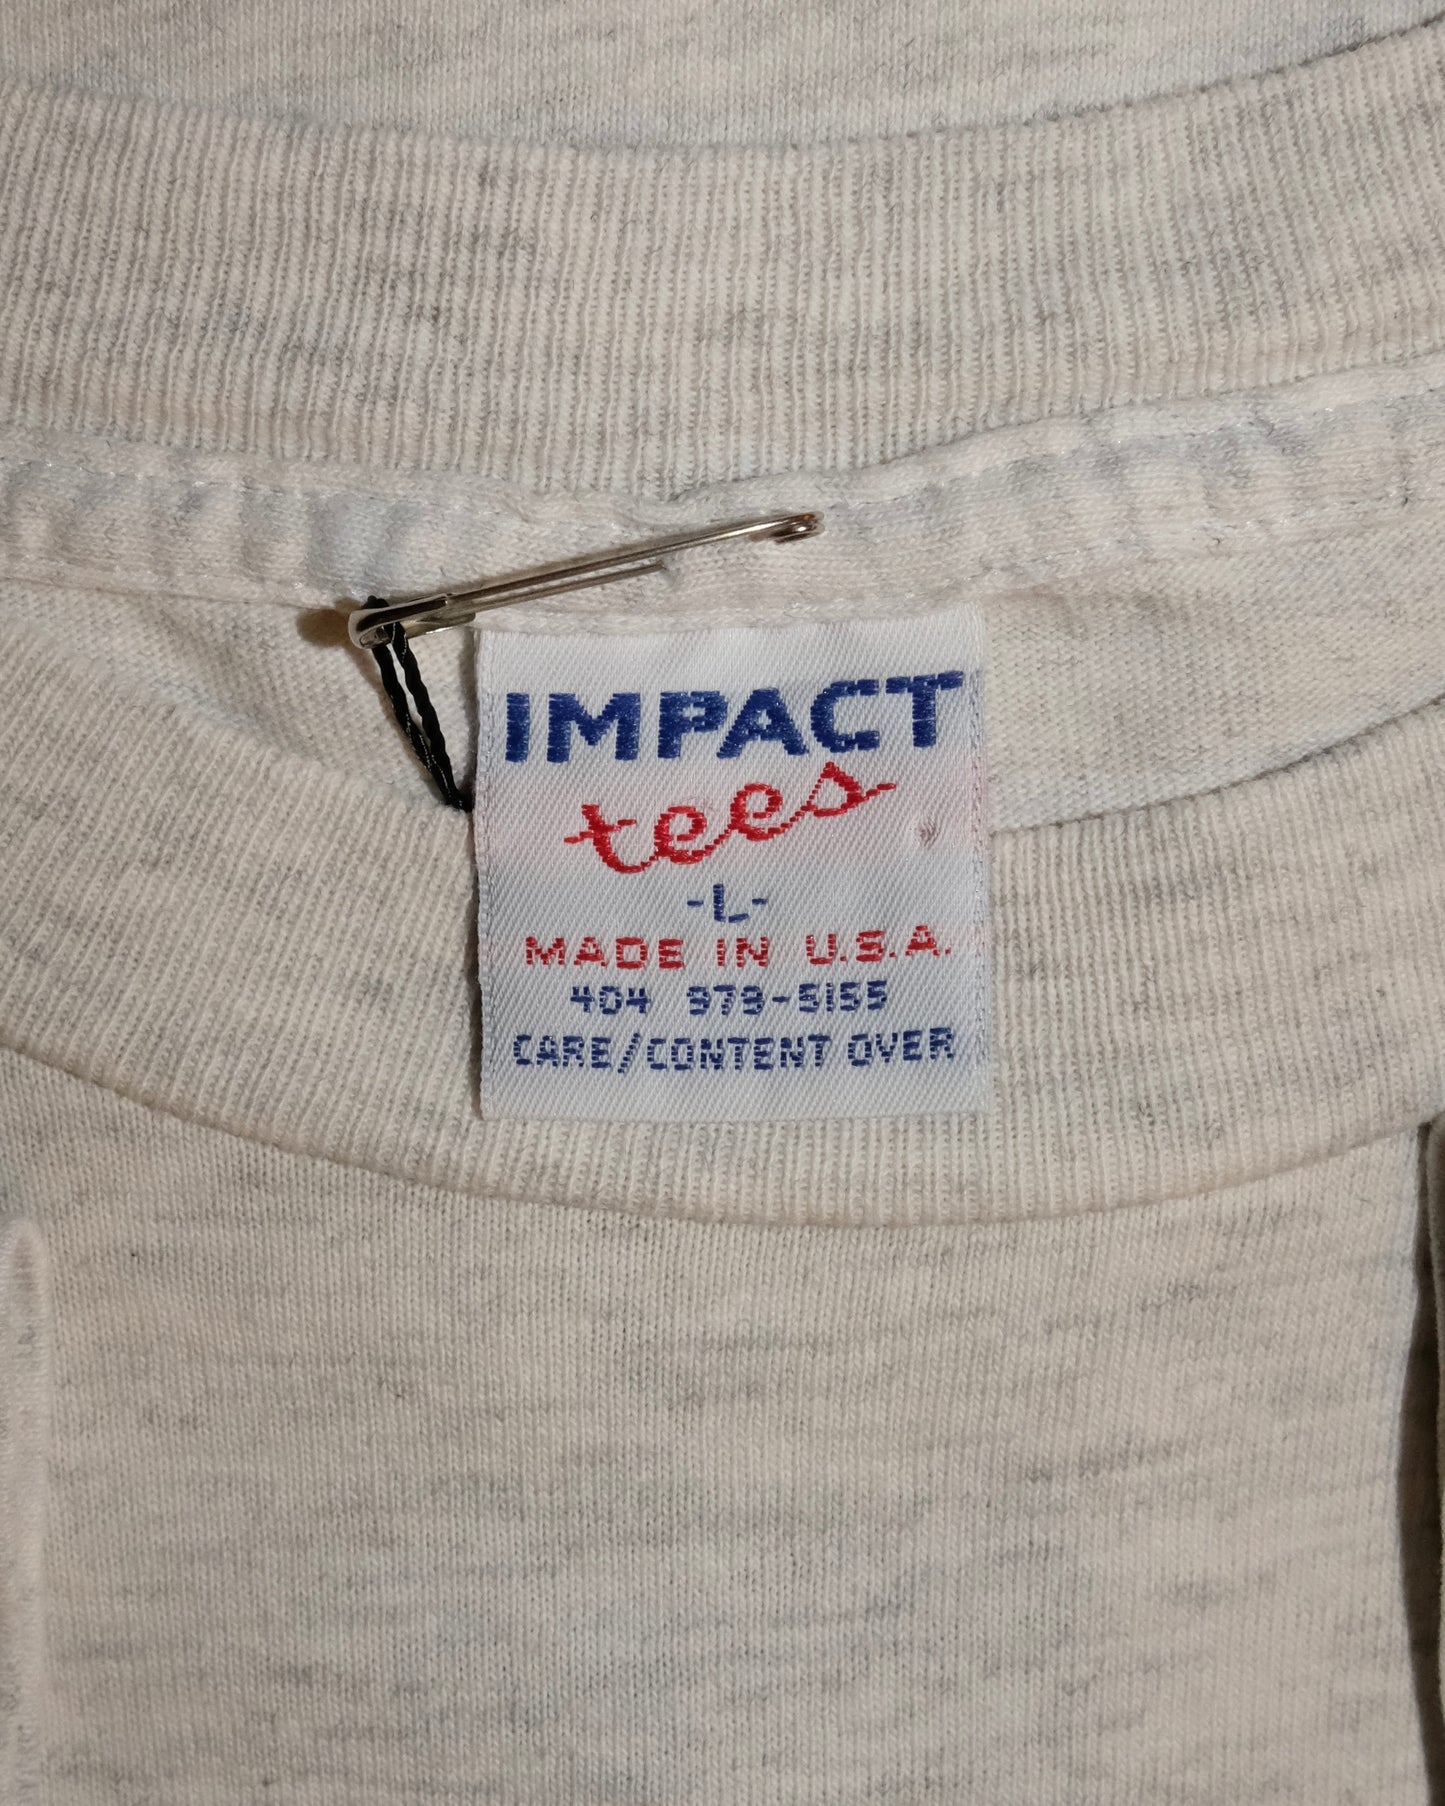 IMPACT
tees
-L-
MADE IN U.S.A.
404 979-5155
CARE/CONTENT OVER